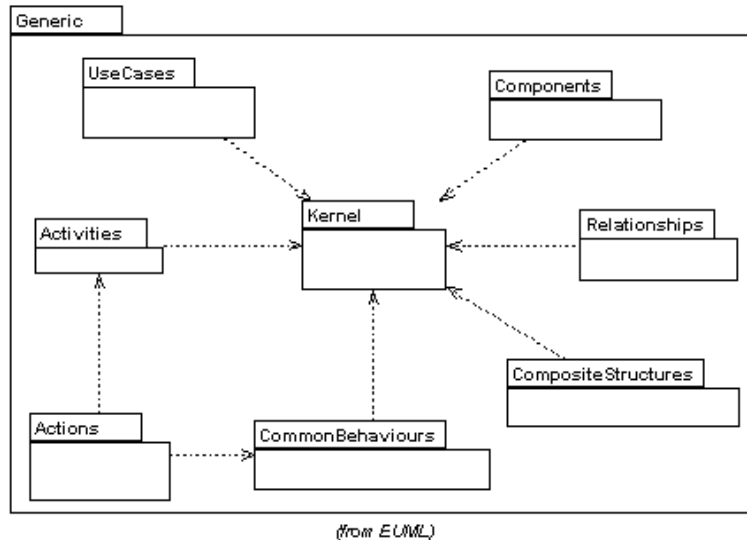 Generic
UseCases
Components
Kernel
Activities
Relationships
CompositeStructures
Actions
CommonBehaviours
(from EUML)